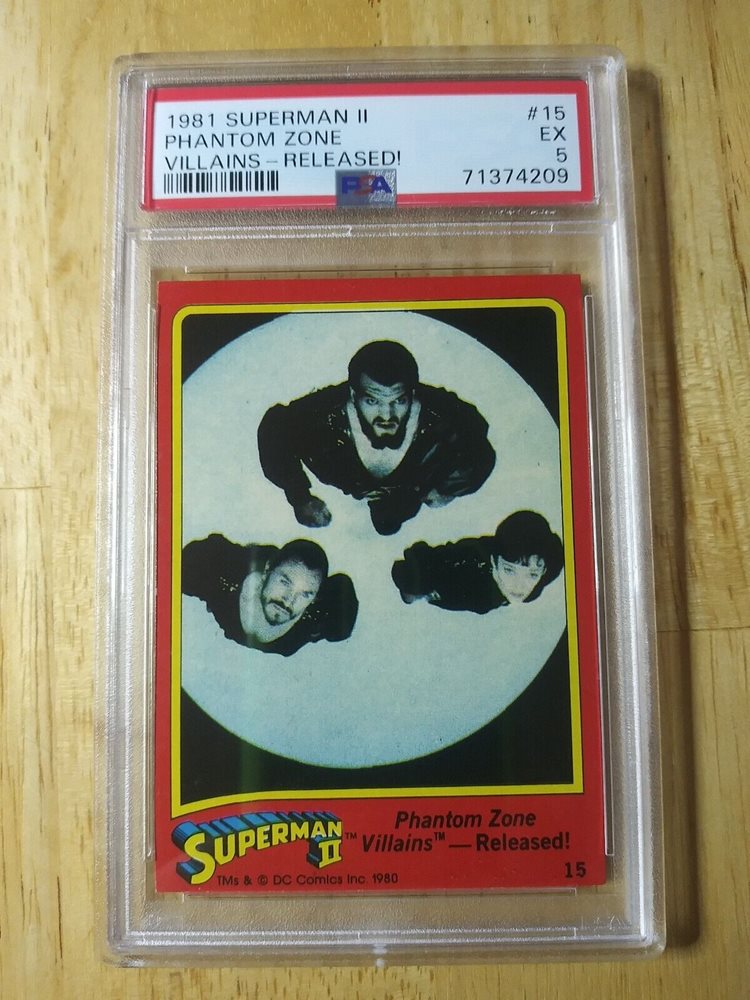 1981 SUPERMAN II #15
PHANTOM ZONE EX
VILLAINS – RELEASED! 5
PSA 71374209
SUPERMAN II™
Phantom Zone
Villains™ — Released!
TMs & © DC Comics Inc. 1980
15